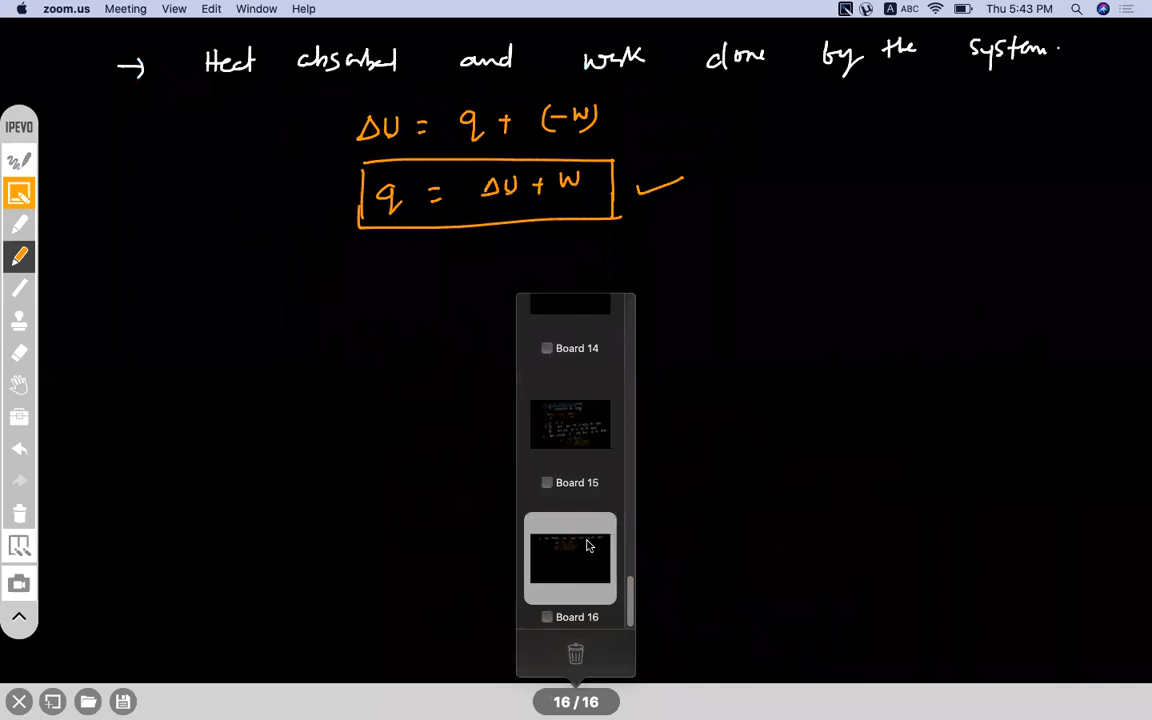 zoom.us Meeting View Edit Window Help A ABC Thu 5:43 PM
→ Heat absorbed and work done by the system.
ΔU = q + (-W)
IPEVO
q = ΔU + W
Board 14
Board 15
Board 16
16 / 16